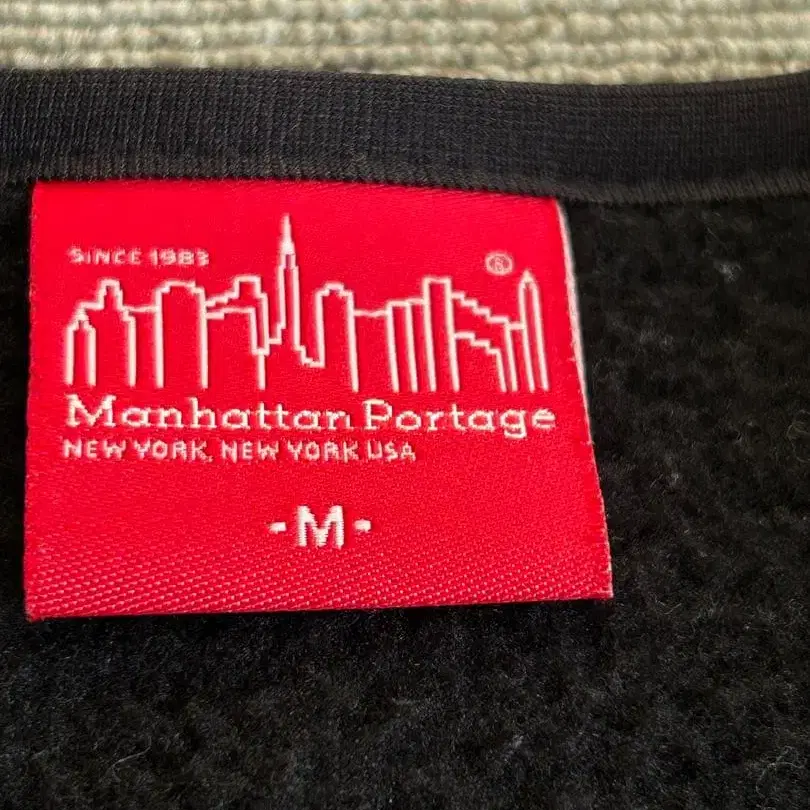 SINCE 1983 ®
Manhattan Portage
NEW YORK, NEW YORK USA
-M-